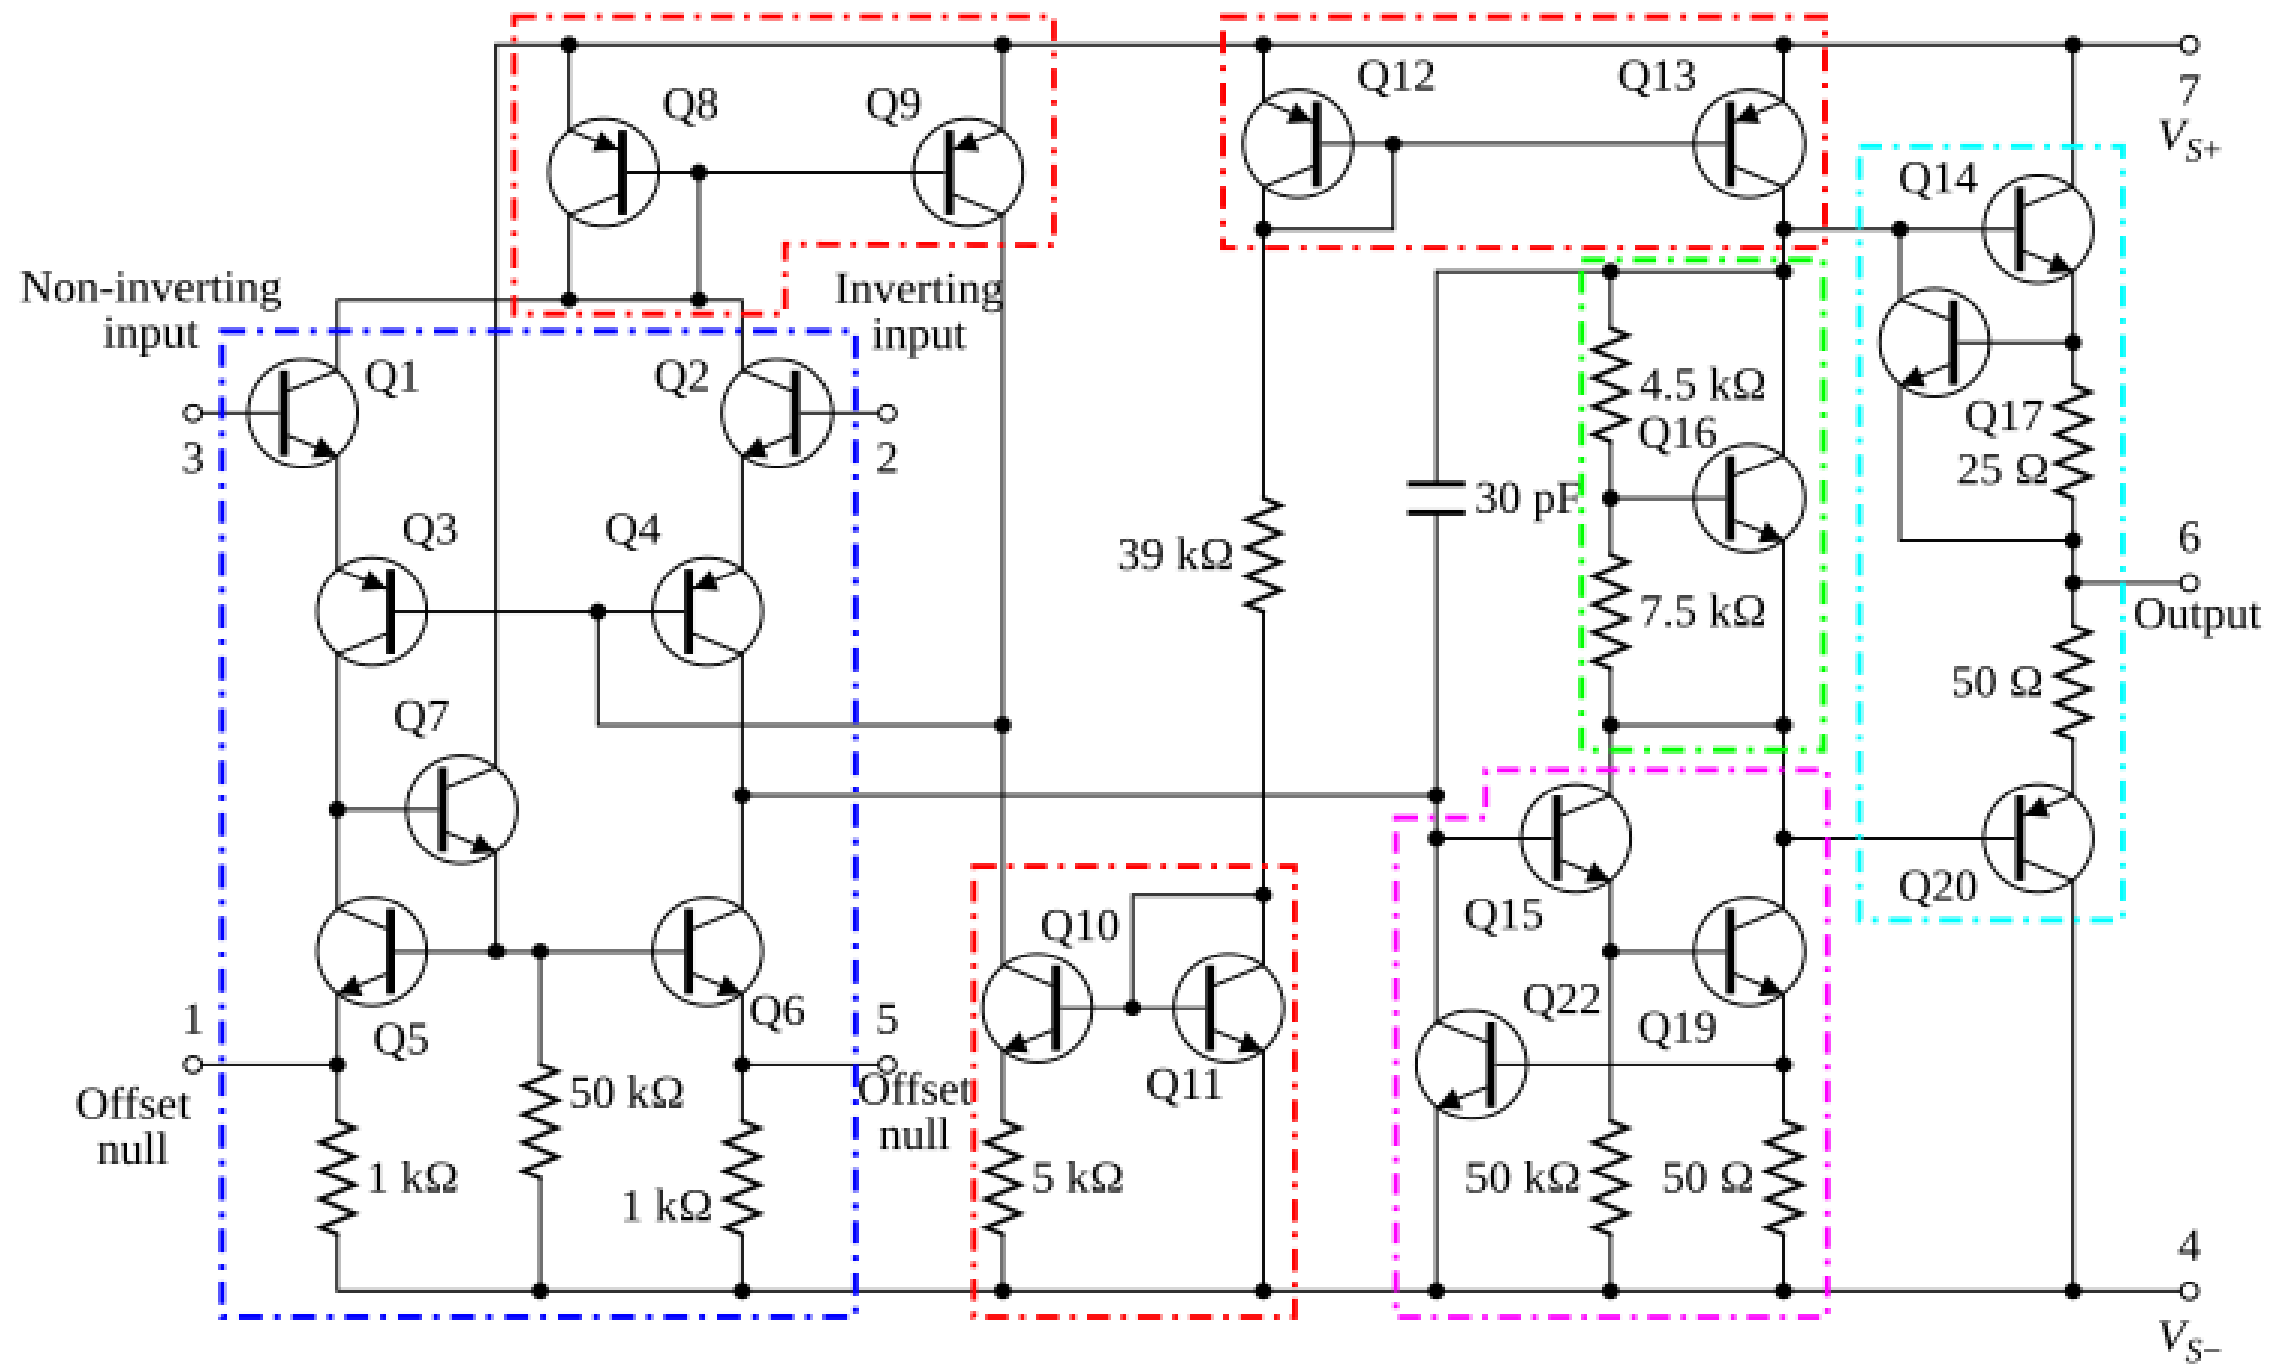 Q8
Q9
Q12
Q13
7
V_S+
Q14
Non-inverting
input
Inverting
input
Q1
Q2
3
2
4.5 kΩ
Q16
Q17
25 Ω
30 pF
Q3
Q4
39 kΩ
6
Output
7.5 kΩ
50 Ω
Q7
Q15
Q20
Q10
Q22
Q19
1
Q5
Q6
5
Offset
null
50 kΩ
Offset
null
Q11
1 kΩ
1 kΩ
5 kΩ
50 kΩ
50 Ω
4
V_S−